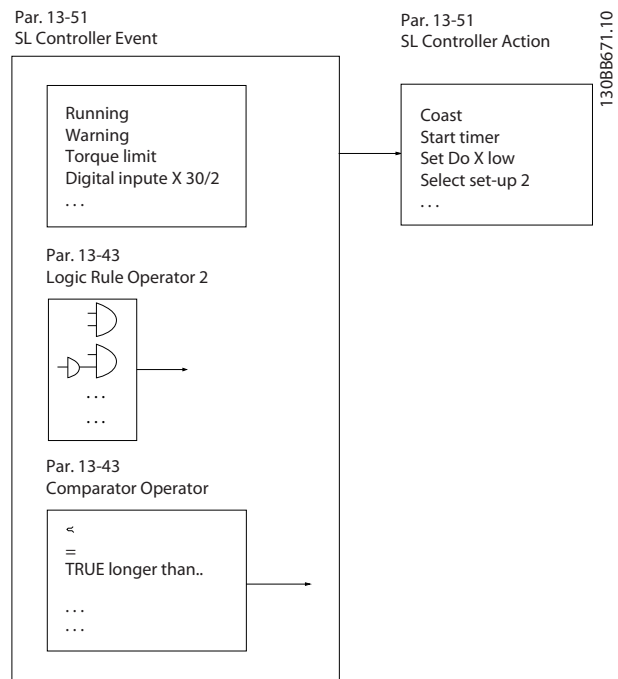 Par. 13-51
SL Controller Event
Par. 13-51
SL Controller Action
130BB671.10
Running
Warning
Torque limit
Digital inpute X 30/2
. . .
Coast
Start timer
Set Do X low
Select set-up 2
. . .
Par. 13-43
Logic Rule Operator 2
. . .
. . .
Par. 13-43
Comparator Operator
=
TRUE longer than..
. . .
. . .